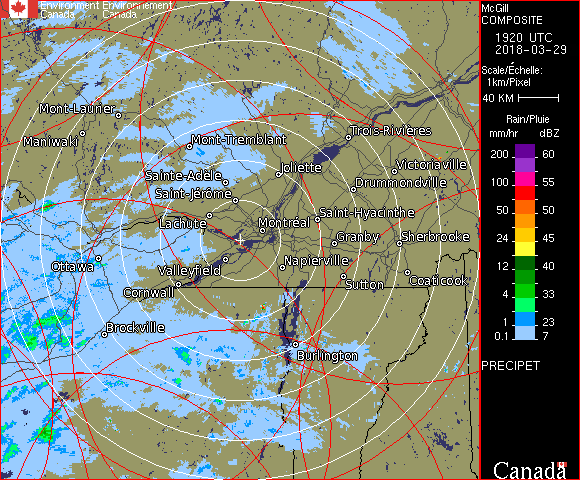 Environment Environnement
Canada Canada
McGill
COMPOSITE
1920 UTC
2018-03-29
Scale/Échelle:
1km/Pixel
40 KM
Rain/Pluie
mm/hr dBZ
200 60
100 55
50 50
24 45
12 40
4 33
1 23
0.1 7
PRECIPET
Canada
Mont-Laurier
Maniwaki
Mont-Tremblant
Trois-Rivières
Sainte-Adèle
Joliette
Victoriaville
Saint-Jérôme
Drummondville
Lachute
Montréal
Saint-Hyacinthe
Granby
Sherbrooke
Ottawa
Valleyfield
Napierville
Cornwall
Sutton
Coaticook
Brockville
Burlington